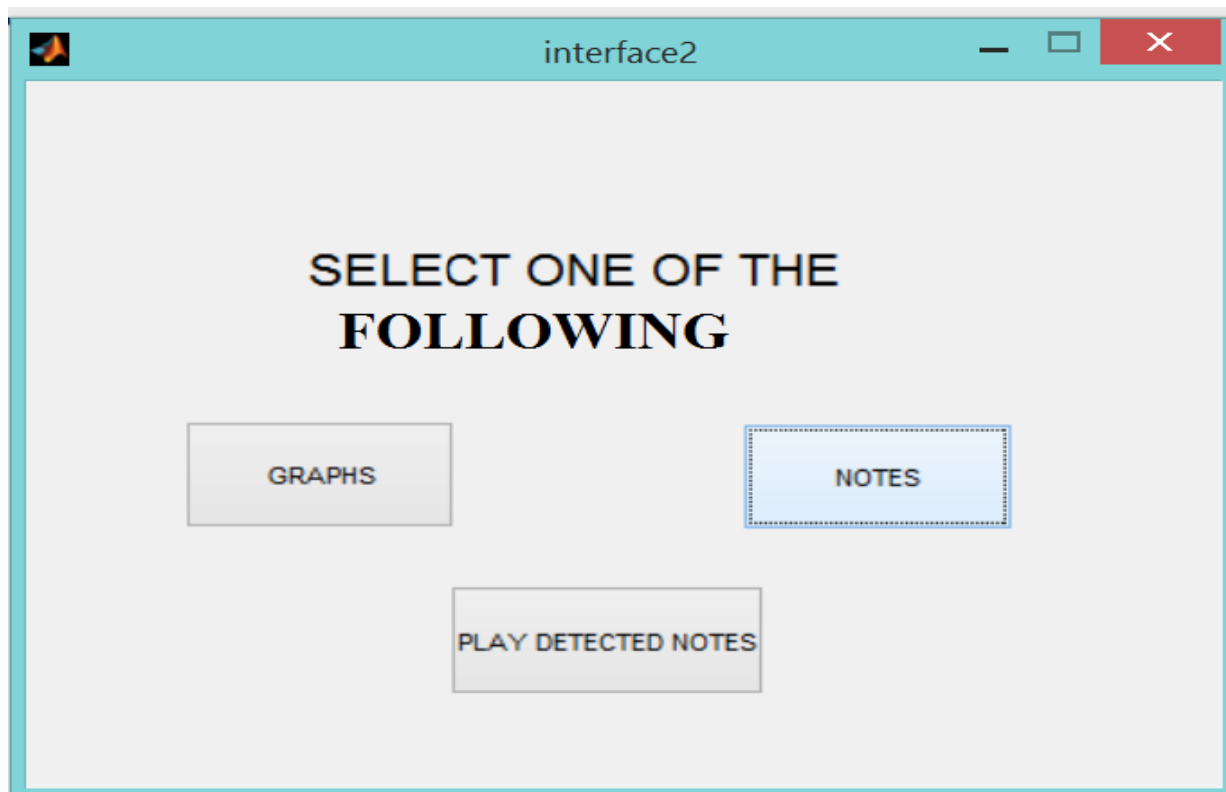 interface2
SELECT ONE OF THE
FOLLOWING
GRAPHS
NOTES
PLAY DETECTED NOTES